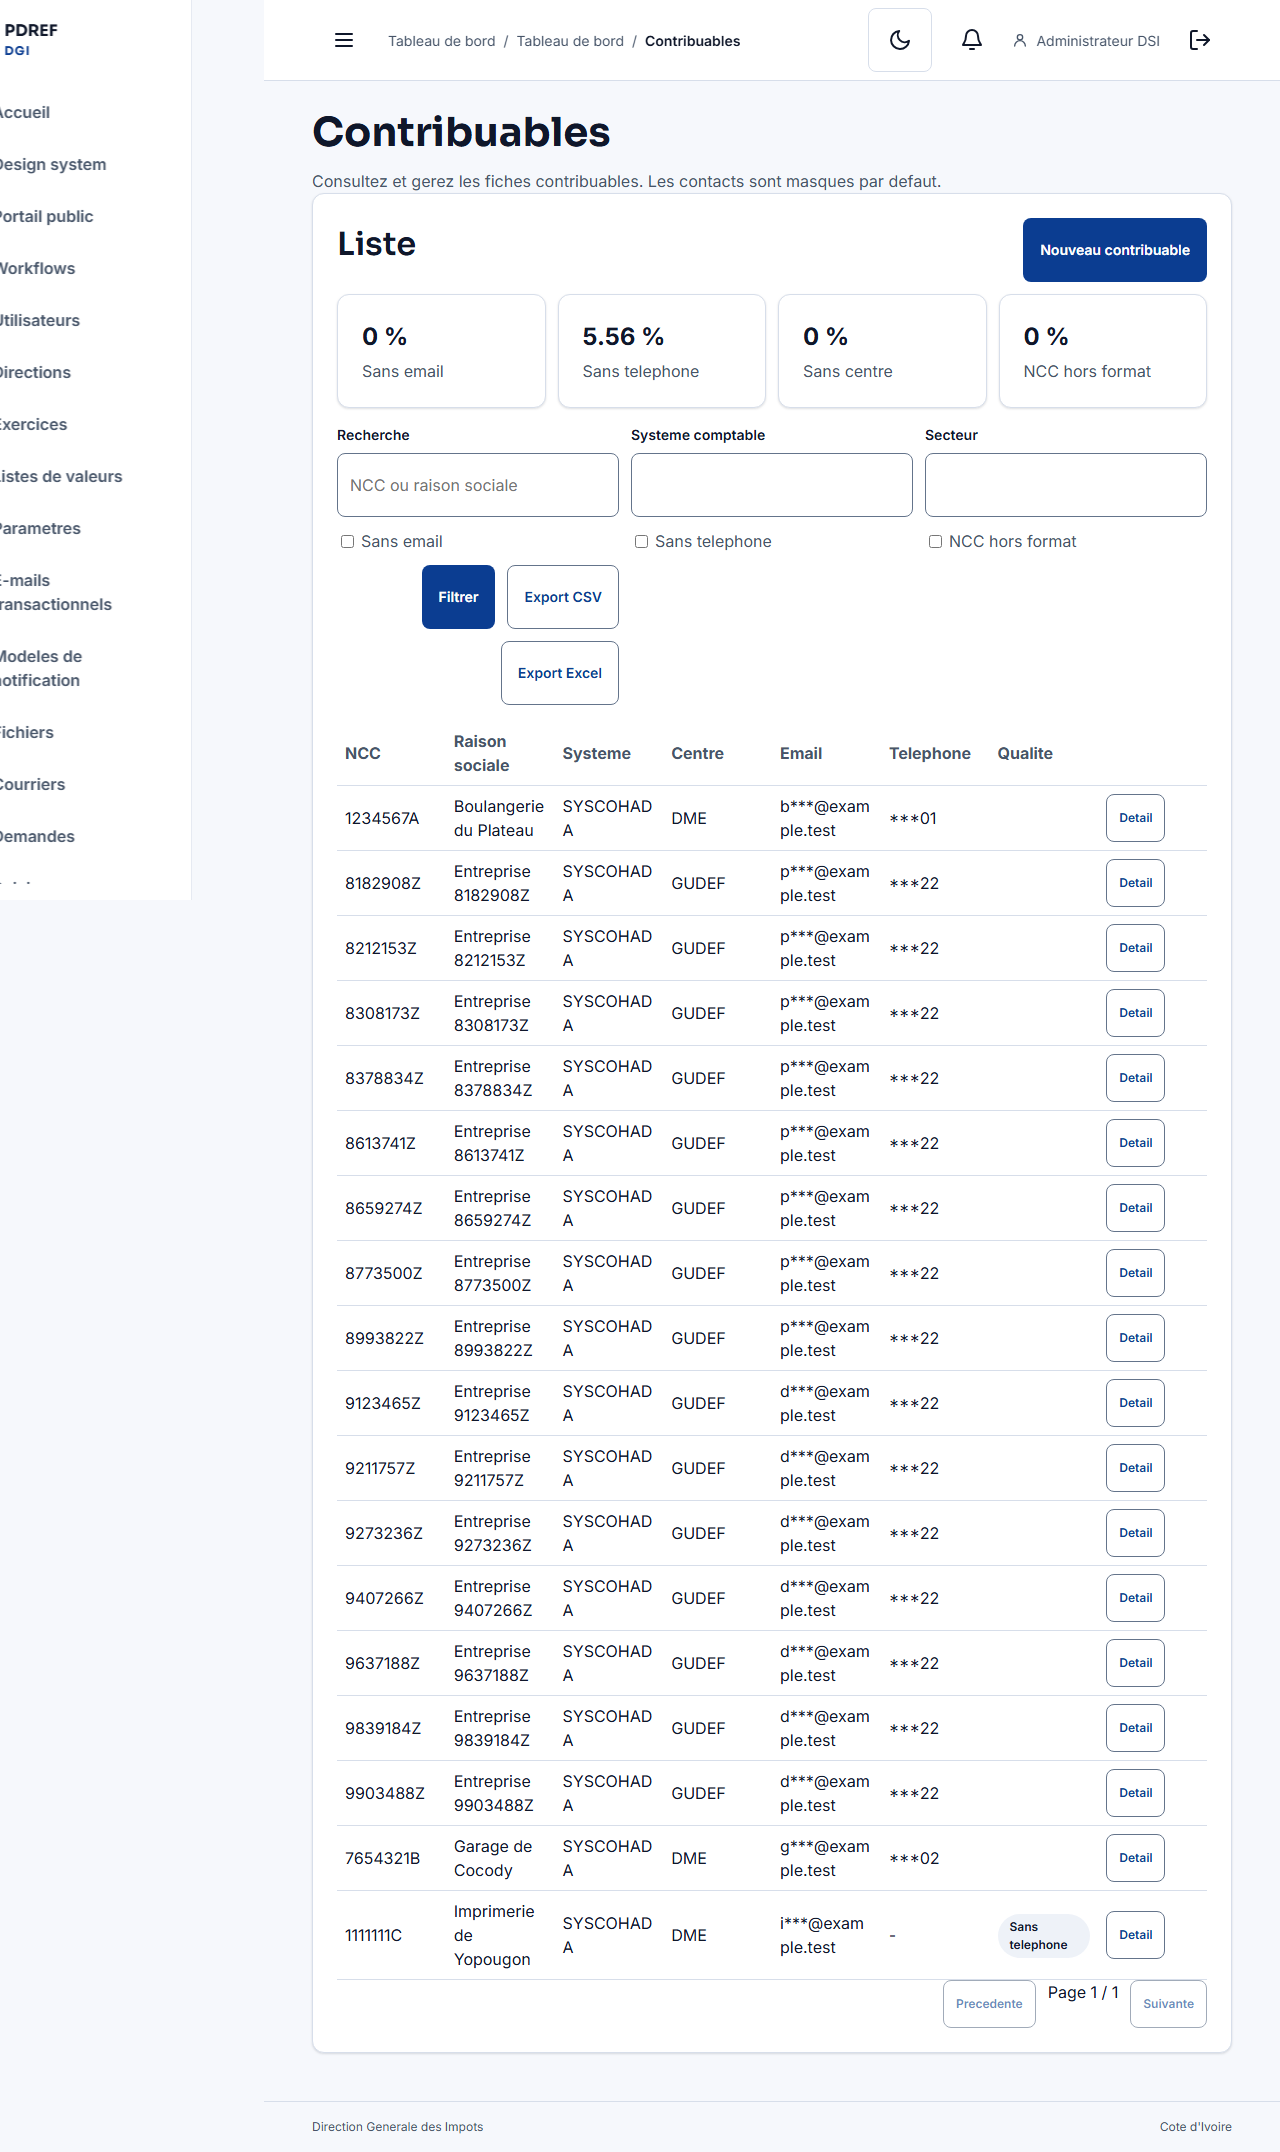 PDREF
DGI
Tableau de bord / Tableau de bord / Contribuables
Administrateur DSI
Accueil
Design system
Portail public
Workflows
Utilisateurs
Directions
Exercices
Listes de valeurs
Parametres
E-mails
transactionnels
Modeles de
notification
Fichiers
Courriers
Demandes
Contribuables
Consultez et gerez les fiches contribuables. Les contacts sont masques par defaut.
Liste
Nouveau contribuable
0 %
Sans email
5.56 %
Sans telephone
0 %
Sans centre
0 %
NCC hors format
Recherche
Systeme comptable
Secteur
NCC ou raison sociale
Sans email
Sans telephone
NCC hors format
Filtrer
Export CSV
Export Excel
NCC Raison sociale Systeme Centre Email Telephone Qualite
1234567A Boulangerie du Plateau SYSCOHADA DME b***@example.test ***01 Detail
8182908Z Entreprise 8182908Z SYSCOHADA GUDEF p***@example.test ***22 Detail
8212153Z Entreprise 8212153Z SYSCOHADA GUDEF p***@example.test ***22 Detail
8308173Z Entreprise 8308173Z SYSCOHADA GUDEF p***@example.test ***22 Detail
8378834Z Entreprise 8378834Z SYSCOHADA GUDEF p***@example.test ***22 Detail
8613741Z Entreprise 8613741Z SYSCOHADA GUDEF p***@example.test ***22 Detail
8659274Z Entreprise 8659274Z SYSCOHADA GUDEF p***@example.test ***22 Detail
8773500Z Entreprise 8773500Z SYSCOHADA GUDEF p***@example.test ***22 Detail
8993822Z Entreprise 8993822Z SYSCOHADA GUDEF p***@example.test ***22 Detail
9123465Z Entreprise 9123465Z SYSCOHADA GUDEF d***@example.test ***22 Detail
9211757Z Entreprise 9211757Z SYSCOHADA GUDEF d***@example.test ***22 Detail
9273236Z Entreprise 9273236Z SYSCOHADA GUDEF d***@example.test ***22 Detail
9407266Z Entreprise 9407266Z SYSCOHADA GUDEF d***@example.test ***22 Detail
9637188Z Entreprise 9637188Z SYSCOHADA GUDEF d***@example.test ***22 Detail
9839184Z Entreprise 9839184Z SYSCOHADA GUDEF d***@example.test ***22 Detail
9903488Z Entreprise 9903488Z SYSCOHADA GUDEF d***@example.test ***22 Detail
7654321B Garage de Cocody SYSCOHADA DME g***@example.test ***02 Detail
1111111C Imprimerie de Yopougon SYSCOHADA DME i***@example.test - Sans telephone Detail
Precedente Page 1 / 1 Suivante
Direction Generale des Impots
Cote d'Ivoire